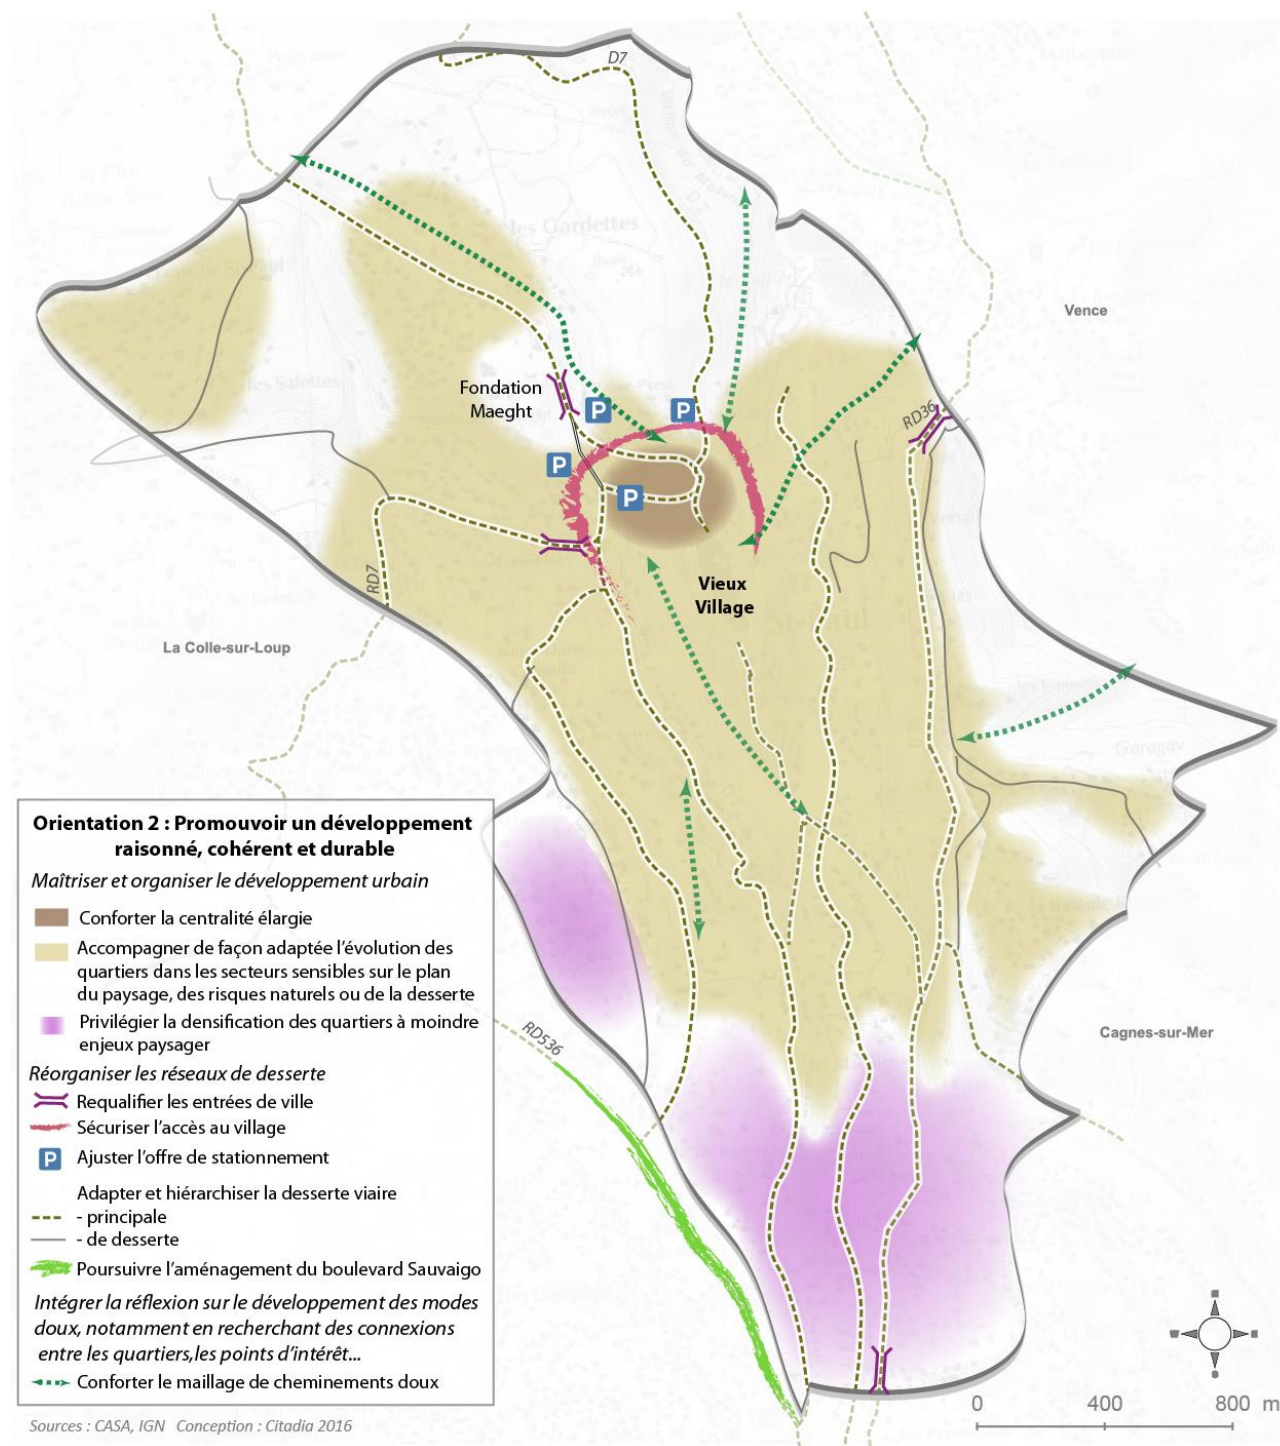 D7
les Gardettes
Vence
les Salettes
Fondation
Maeght
P
P
RD36
P
P
RD7
Vieux
Village
St-Paul
La Colle-sur-Loup
Orientation 2 : Promouvoir un développement
raisonné, cohérent et durable
Maîtriser et organiser le développement urbain
Conforter la centralité élargie
Accompagner de façon adaptée l’évolution des
quartiers dans les secteurs sensibles sur le plan
du paysage, des risques naturels ou de la desserte
Privilégier la densification des quartiers à moindre
enjeux paysager
Réorganiser les réseaux de desserte
Requalifier les entrées de ville
Sécuriser l’accès au village
P Ajuster l’offre de stationnement
Adapter et hiérarchiser la desserte viaire
- principale
- de desserte
Poursuivre l’aménagement du boulevard Sauvaigo
Intégrer la réflexion sur le développement des modes
doux, notamment en recherchant des connexions
entre les quartiers,les points d’intérêt...
Conforter le maillage de cheminements doux
RD536
Cagnes-sur-Mer
Sources : CASA, IGN Conception : Citadia 2016
0 400 800 m